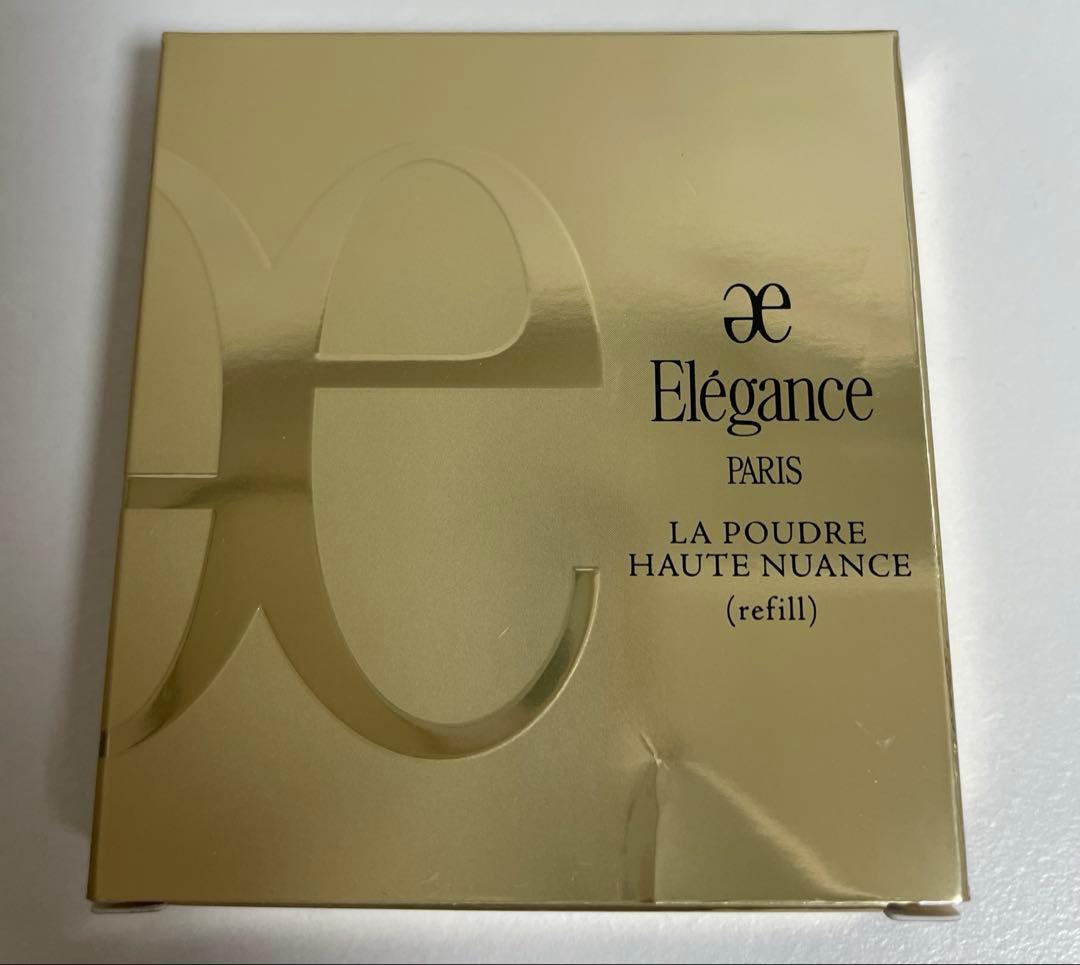 Elégance
PARIS
LA POUDRE
HAUTE NUANCE
(refill)